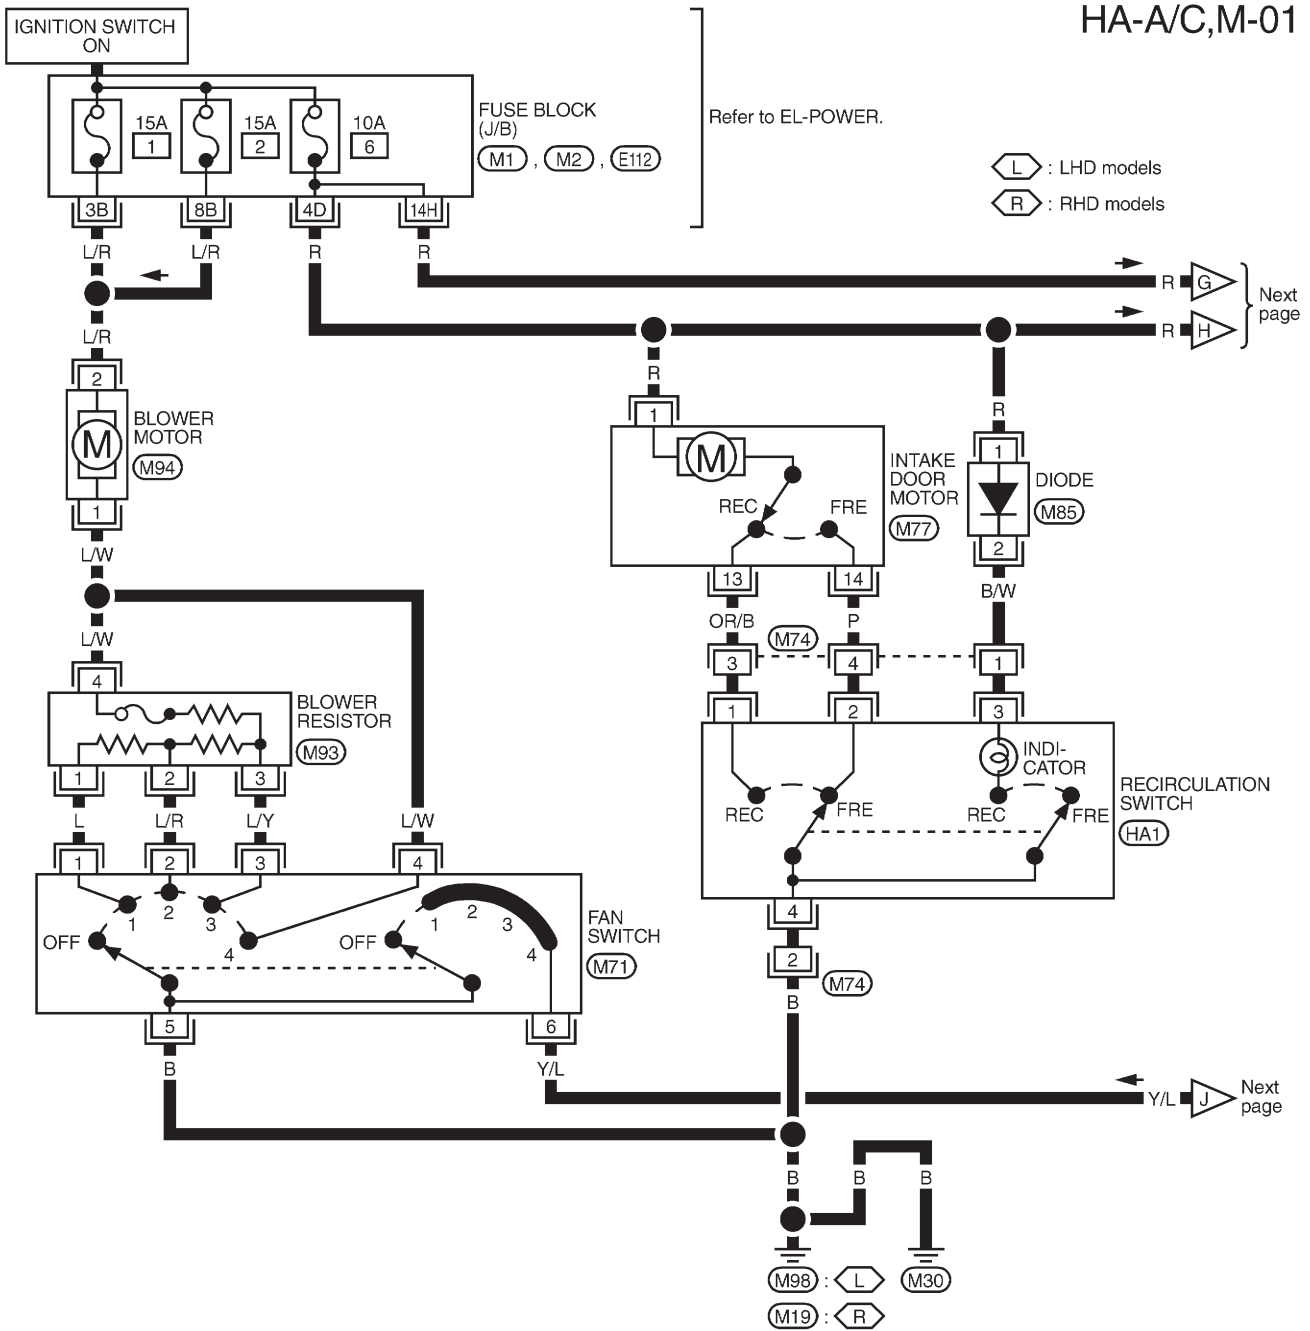 HA-A/C,M-01
IGNITION SWITCH
ON
15A
1
15A
2
10A
6
FUSE BLOCK
(J/B)
M1 , M2 , E112
Refer to EL-POWER.
L : LHD models
R : RHD models
3B
8B
4D
14H
L/R
L/R
R
R
R
G
R
H
Next
page
L/R
2
M
BLOWER
MOTOR
M94
1
L/W
L/W
R
1
M
REC
FRE
INTAKE
DOOR
MOTOR
M77
13
14
R
1
DIODE
M85
2
OR/B
P
B/W
M74
3
4
1
1
2
3
4
BLOWER
RESISTOR
M93
1
2
3
L
L/R
L/Y
L/W
INDI-
CATOR
REC
FRE
REC
FRE
RECIRCULATION
SWITCH
HA1
4
2
M74
B
1
2
3
4
OFF
1
2
3
4
OFF
1
2
3
4
FAN
SWITCH
M71
5
6
B
Y/L
Y/L
J
Next
page
B
B
B
M98 : L
M30
M19 : R